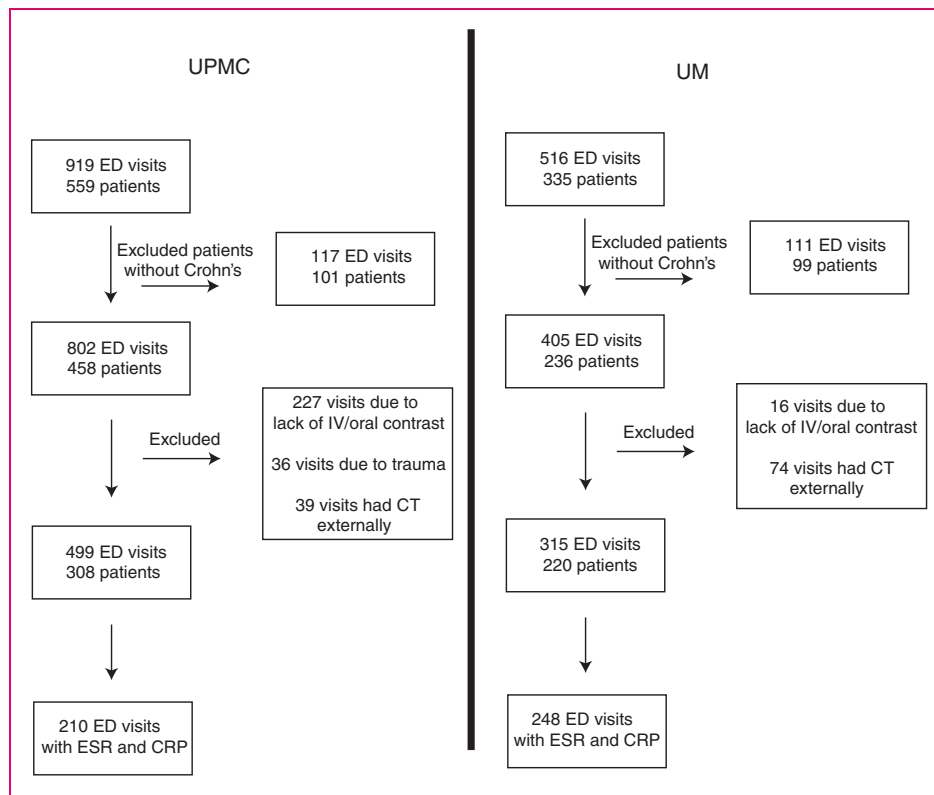 UPMC
919 ED visits
559 patients
Excluded patients
without Crohn's
117 ED visits
101 patients
802 ED visits
458 patients
Excluded
227 visits due to
lack of IV/oral contrast
36 visits due to trauma
39 visits had CT
externally
499 ED visits
308 patients
210 ED visits
with ESR and CRP
UM
516 ED visits
335 patients
Excluded patients
without Crohn's
111 ED visits
99 patients
405 ED visits
236 patients
Excluded
16 visits due to
lack of IV/oral contrast
74 visits had CT
externally
315 ED visits
220 patients
248 ED visits
with ESR and CRP